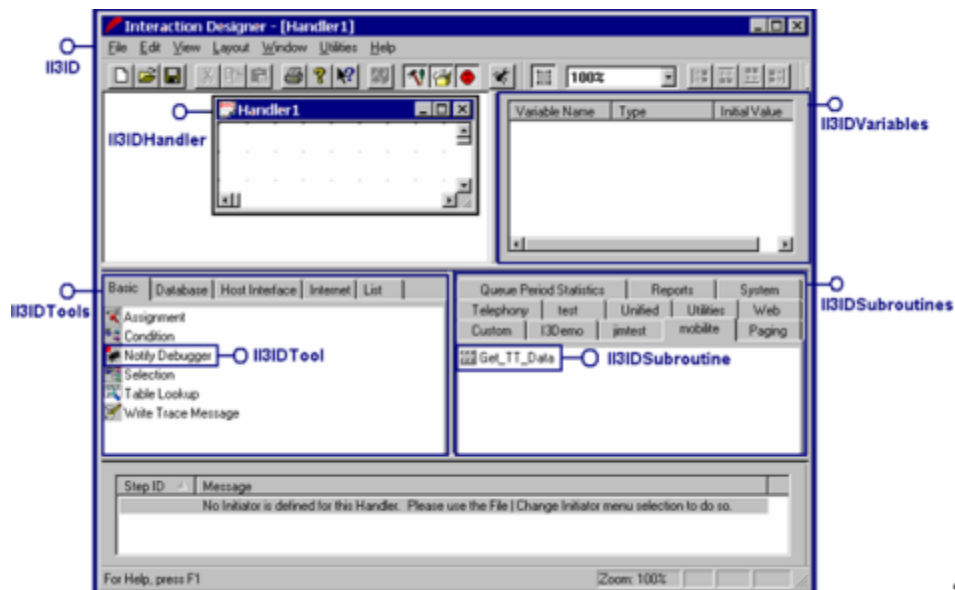 Interaction Designer - [Handler1]
File Edit View Layout Window Utilities Help
II3ID
100%
Handler1
II3IDHandler
Variable Name Type Initial Value
II3IDVariables
Basic Database Host Interface Internet List
II3IDTools
Assignment
Condition
Notify Debugger
II3IDTool
Selection
Table Lookup
Write Trace Message
Queue Period Statistics Reports System
Telephony test Unified Utilities Web
Custom I3Demo jimtest mobilite Paging
II3IDSubroutines
Get_TT_Data
II3IDSubroutine
Step ID Message
No Initiator is defined for this Handler. Please use the File | Change Initiator menu selection to do so.
For Help, press F1
Zoom: 100%